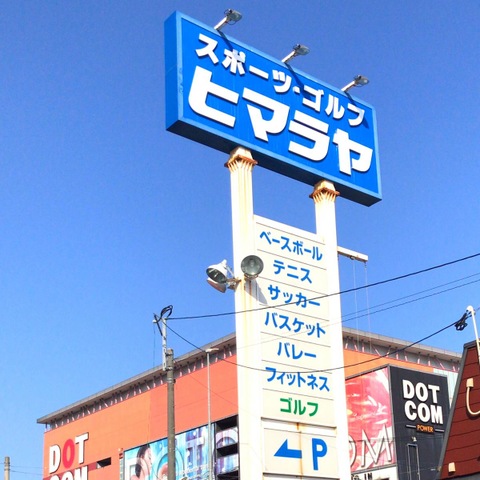 スポーツ・ゴルフ
ヒマラヤ
ベースボール
テニス
サッカー
バスケット
バレー
フィットネス
ゴルフ
← P
DOT
COM
POWER
DOT